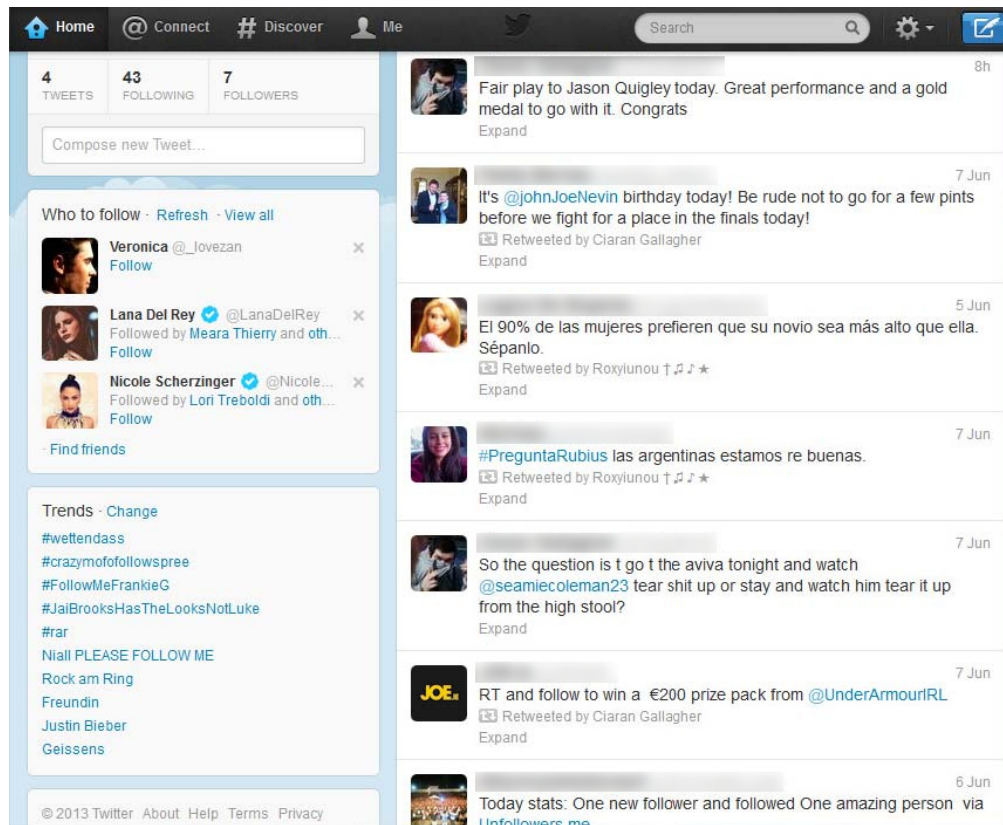 Home
Connect
Discover
Me
Search
4
TWEETS
43
FOLLOWING
7
FOLLOWERS
Compose new Tweet...
Who to follow · Refresh · View all
Veronica @_lovezan
Follow
Lana Del Rey @LanaDelRey
Followed by Meara Thierry and oth...
Follow
Nicole Scherzinger @Nicole...
Followed by Lori Treboldi and oth...
Follow
· Find friends
Trends · Change
#wettendass
#crazymofofollowspree
#FollowMeFrankieG
#JaiBrooksHasTheLooksNotLuke
#rar
Niall PLEASE FOLLOW ME
Rock am Ring
Freundin
Justin Bieber
Geissens
© 2013 Twitter About Help Terms Privacy
8h
Fair play to Jason Quigley today. Great performance and a gold
medal to go with it. Congrats
Expand
7 Jun
It's @johnJoeNevin birthday today! Be rude not to go for a few pints
before we fight for a place in the finals today!
Retweeted by Ciaran Gallagher
Expand
5 Jun
El 90% de las mujeres prefieren que su novio sea más alto que ella.
Sépanlo.
Retweeted by Roxyiunou †♫♪★
Expand
7 Jun
#PreguntaRubius las argentinas estamos re buenas.
Retweeted by Roxyiunou †♫♪★
Expand
7 Jun
So the question is t go t the aviva tonight and watch
@seamiecoleman23 tear shit up or stay and watch him tear it up
from the high stool?
Expand
JOE.ie
7 Jun
RT and follow to win a €200 prize pack from @UnderArmourIRL
Retweeted by Ciaran Gallagher
Expand
6 Jun
Today stats: One new follower and followed One amazing person via
Unfollowers.me